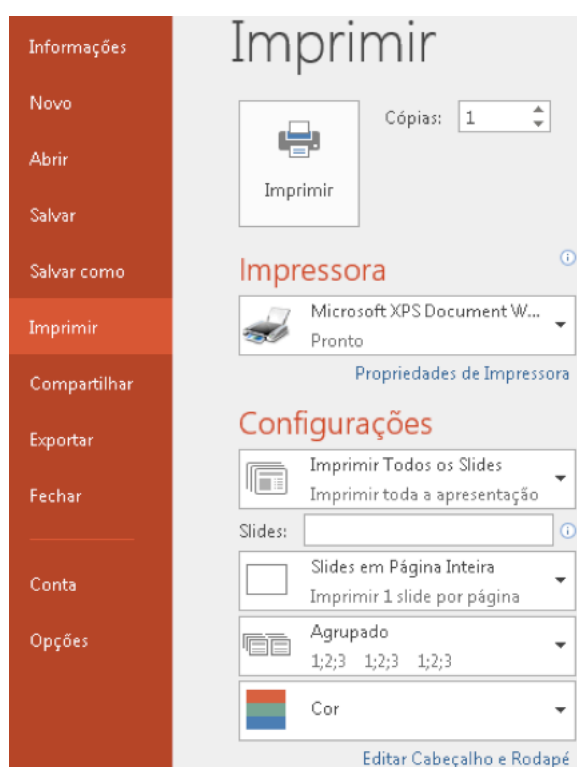 Informações
Novo
Abrir
Salvar
Salvar como
Imprimir
Compartilhar
Exportar
Fechar
Conta
Opções
Imprimir
Cópias: 1
Imprimir
Impressora
Microsoft XPS Document W...
Pronto
Propriedades de Impressora
Configurações
Imprimir Todos os Slides
Imprimir toda a apresentação
Slides:
Slides em Página Inteira
Imprimir 1 slide por página
Agrupado
1;2;3 1;2;3 1;2;3
Cor
Editar Cabeçalho e Rodapé